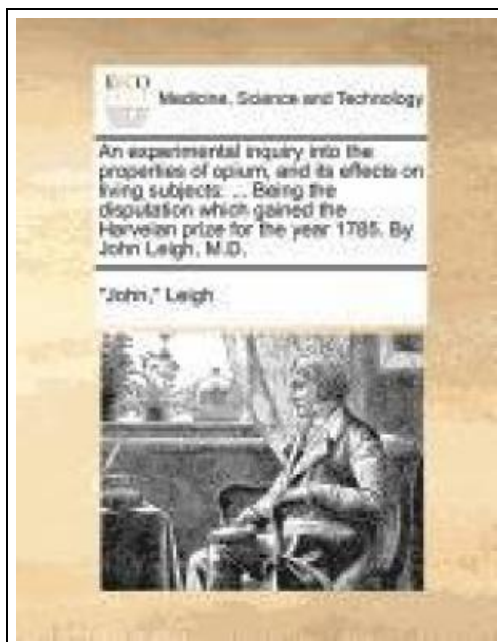 ECCO
Medicine, Science and Technology
An experimental inquiry into the
properties of opium, and its effects on
living subjects: ... Being the
disputation which gained the
Harveian prize for the year 1785. By
John Leigh, M.D.
"John," Leigh